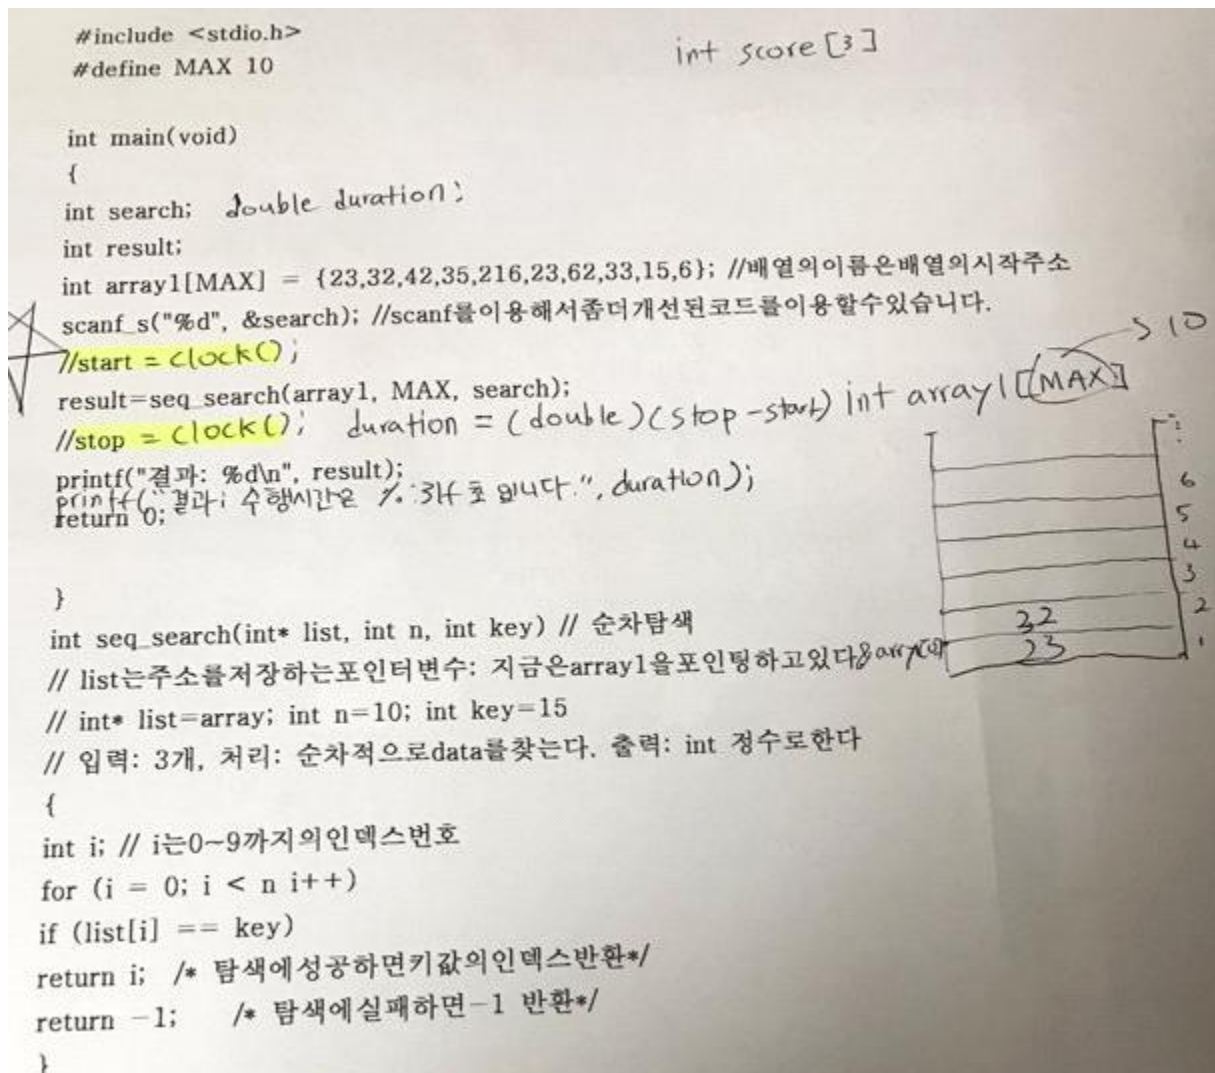 #include <stdio.h>
int score [3]
#define MAX 10
int main(void)
{
int search; double duration;
int result;
int array1[MAX] = {23,32,42,35,216,23,62,33,15,6}; //배열의이름은배열의시작주소
scanf_s("%d", &search); //scanf를이용해서좀더개선된코드를이용할수있습니다.
//start = clock();
10
result=seq_search(array1, MAX, search);
int array1[MAX]
//stop = clock(); duration = (double)(stop-start)
printf("결과: %d\n", result);
printf("결과; 수행시간은 %.3lf초 입니다.", duration);
return 0;
6
5
4
3
32 2
23 1
}
int seq_search(int* list, int n, int key) // 순차탐색
// list는주소를저장하는포인터변수: 지금은array1을포인팅하고있다
// int* list=array; int n=10; int key=15
// 입력: 3개, 처리: 순차적으로data를찾는다. 출력: int 정수로한다
{
int i; // i는0~9까지의인덱스번호
for (i = 0; i < n i++)
if (list[i] == key)
return i; /* 탐색에성공하면키값의인덱스반환*/
return -1; /* 탐색에실패하면-1 반환*/
}